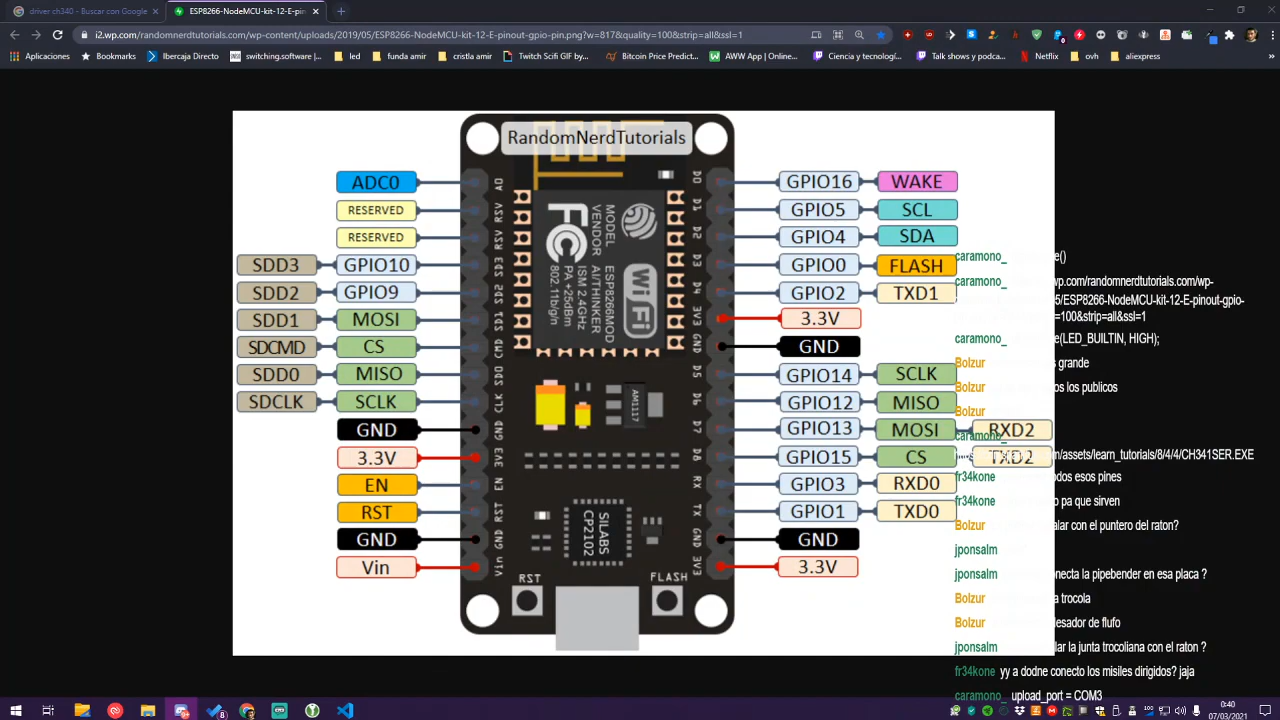 driver ch340 - Buscar con Google
ESP8266-NodeMCU-kit-12-E-pin
i2.wp.com/randomnerdtutorials.com/wp-content/uploads/2019/05/ESP8266-NodeMCU-kit-12-E-pinout-gpio-pin.png?w=817&quality=100&strip=all&ssl=1
Aplicaciones
Bookmarks
Ibercaja Directo
switching.software |...
led
funda amir
cristla amir
Twitch Scifi GIF by...
Bitcoin Price Predict...
AWW App | Online...
Ciencia y tecnologí...
Talk shows y podca...
Netflix
ovh
aliexpress
»
RandomNerdTutorials
ADC0
A0
D0
GPIO16
WAKE
RESERVED
RSV
D1
GPIO5
SCL
RESERVED
RSV
D2
GPIO4
SDA
SDD3
GPIO10
SD3
D3
GPIO0
FLASH
SDD2
GPIO9
SD2
D4
GPIO2
TXD1
SDD1
MOSI
SD1
3V3
3.3V
SDCMD
CS
CMD
GND
GND
SDD0
MISO
SD0
D5
GPIO14
SCLK
SDCLK
SCLK
CLK
D6
GPIO12
MISO
GND
GND
D7
GPIO13
MOSI
RXD2
3.3V
3V3
D8
GPIO15
CS
TXD2
EN
EN
RX
GPIO3
RXD0
RST
RST
TX
GPIO1
TXD0
GND
GND
GND
GND
Vin
Vin
3V3
3.3V
MODEL
VENDOR
ESP8266MOD
AI/THINKER
ISM 2.4GHz
PA +25dBm
802.11b/g/n
FC
WiFi
AM1117
SILABS
CP2102
RST
FLASH
caramono_
caramono_ wp.com/randomnerdtutorials.com/wp-
05/ESP8266-NodeMCU-kit-12-E-pinout-gpio-
=100&strip=all&ssl=1
caramono_ (LED_BUILTIN, HIGH);
Bolzur grande
Bolzur los publicos
Bolzur
caramono_
.com/assets/learn_tutorials/8/4/4/CH341SER.EXE
fr34kone esos pines
fr34kone pa que sirven
Bolzur con el puntero del raton?
jponsalm
jponsalm conecta la pipebender en esa placa ?
Bolzur trocola
Bolzur de flufo
jponsalm la junta trocoliana con el raton ?
fr34kone yy a dodne conecto los misiles dirigidos? jaja
caramono_ upload_port = COM3
0:40
07/03/2021